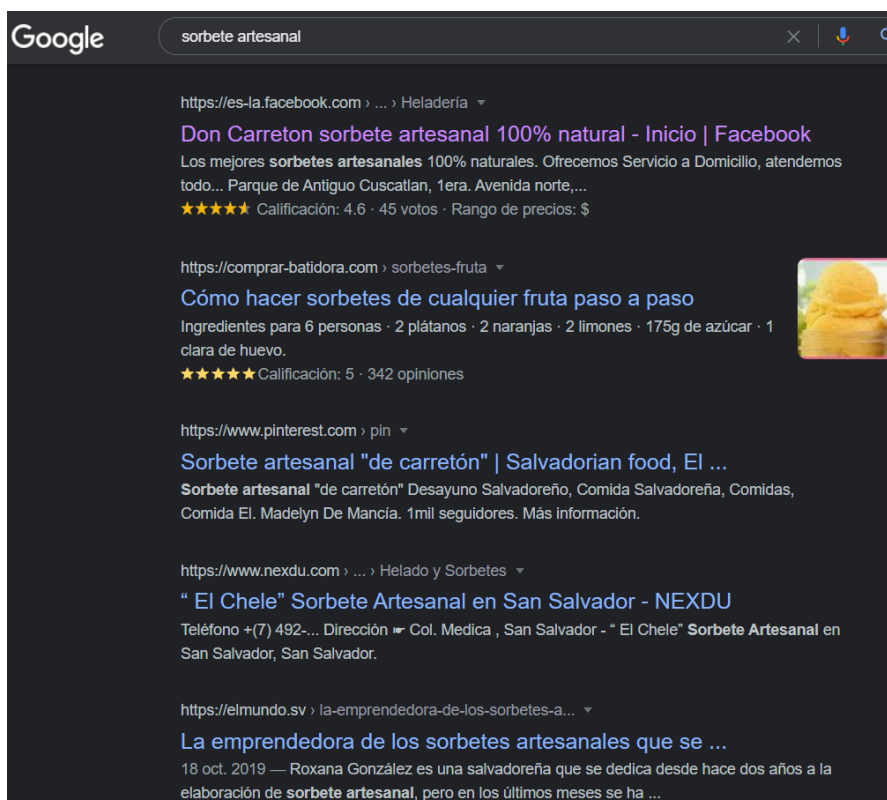 Google
sorbete artesanal
https://es-la.facebook.com › ... › Heladería
Don Carreton sorbete artesanal 100% natural - Inicio | Facebook
Los mejores sorbetes artesanales 100% naturales. Ofrecemos Servicio a Domicilio, atendemos
todo... Parque de Antiguo Cuscatlan, 1era. Avenida norte,...
Calificación: 4.6 · 45 votos · Rango de precios: $
https://comprar-batidora.com › sorbetes-fruta
Cómo hacer sorbetes de cualquier fruta paso a paso
Ingredientes para 6 personas · 2 plátanos · 2 naranjas · 2 limones · 175g de azúcar · 1
clara de huevo.
Calificación: 5 · 342 opiniones
https://www.pinterest.com › pin
Sorbete artesanal "de carretón" | Salvadorian food, El ...
Sorbete artesanal "de carretón" Desayuno Salvadoreño, Comida Salvadoreña, Comidas,
Comida El. Madelyn De Mancía. 1mil seguidores. Más información.
https://www.nexdu.com › ... › Helado y Sorbetes
“ El Chele” Sorbete Artesanal en San Salvador - NEXDU
Teléfono +(7) 492-... Dirección ☛ Col. Medica , San Salvador - “ El Chele” Sorbete Artesanal en
San Salvador, San Salvador.
https://elmundo.sv › la-emprendedora-de-los-sorbetes-a...
La emprendedora de los sorbetes artesanales que se ...
18 oct. 2019 — Roxana González es una salvadoreña que se dedica desde hace dos años a la
elaboración de sorbete artesanal, pero en los últimos meses se ha ...